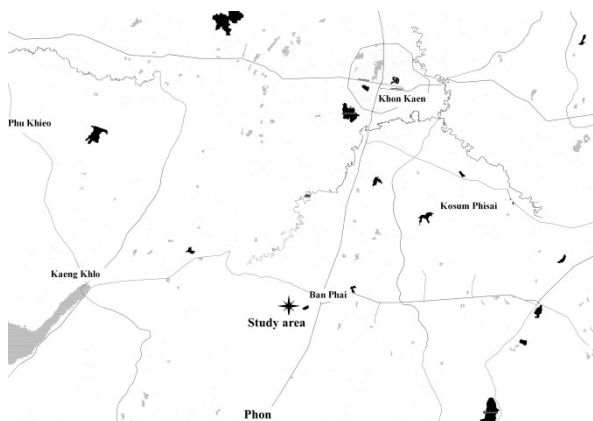 Khon Kaen
Phu Khieo
Kosum Phisai
Kaeng Khlo
Ban Phai
Study area
Phon